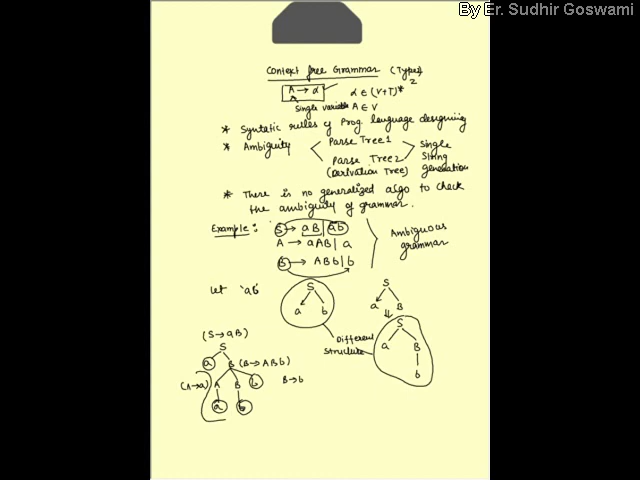 By Er. Sudhir Goswami
Context free Grammar (Type 2)
A → α α ∈ (V+T)*
Single variable A ∈ V
* Syntatic rules of Prog. language designing
* Ambiguity Parse Tree 1 Single
Parse Tree 2 String
(Derivation Tree) generation
* There is no generalized algo to check
the ambiguity of grammar.
Example : S → aB | ab
A → aAB | a
B → ABb | b
Ambiguous
grammar
let 'ab'
S
a b
S
a B
⇓
S
a B
b
Different
Structure
(S→aB)
S
a B (B→ABb)
(A→a) A B b B→b
a b